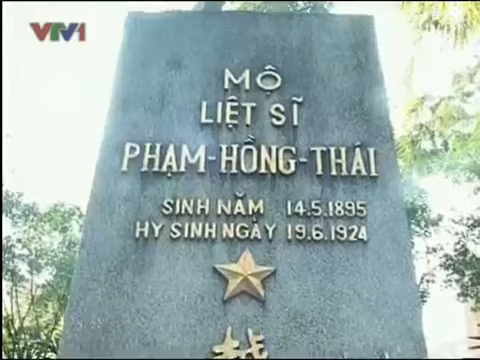 VTV1
MỘ
LIỆT SĨ
PHẠM-HỒNG-THÁI
SINH NĂM 14.5.1895
HY SINH NGÀY 19.6.1924